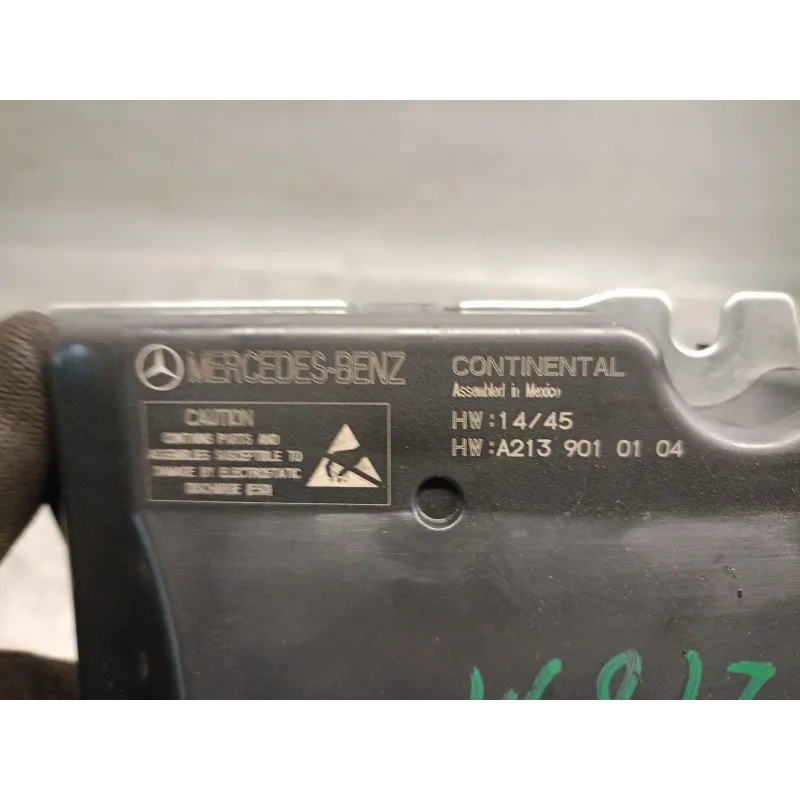 MERCEDES-BENZ
CONTINENTAL
Assembled in Mexico
HW:14/45
HW:A213 901 01 04
CAUTION
CONTAINS PARTS AND
ASSEMBLIES SUSCEPTIBLE TO
DAMAGE BY ELECTROSTATIC
DISCHARGE (ESD)